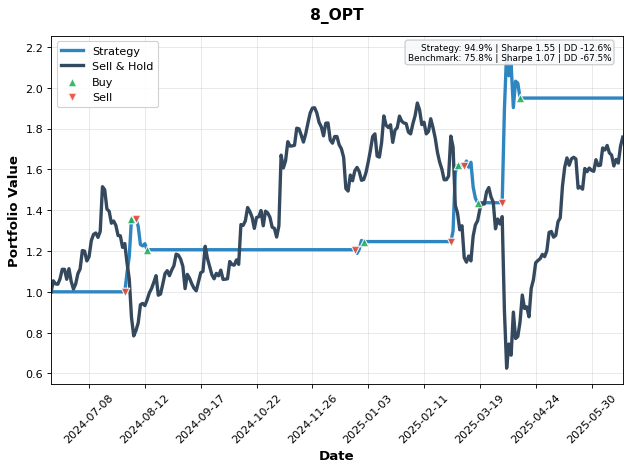 8_OPT
Strategy: 94.9% | Sharpe 1.55 | DD -12.6%
Benchmark: 75.8% | Sharpe 1.07 | DD -67.5%
Strategy
Sell & Hold
Buy
Sell
Portfolio Value
2.2
2.0
1.8
1.6
1.4
1.2
1.0
0.8
0.6
2024-07-08
2024-08-12
2024-09-17
2024-10-22
2024-11-26
2025-01-03
2025-02-11
2025-03-19
2025-04-24
2025-05-30
Date